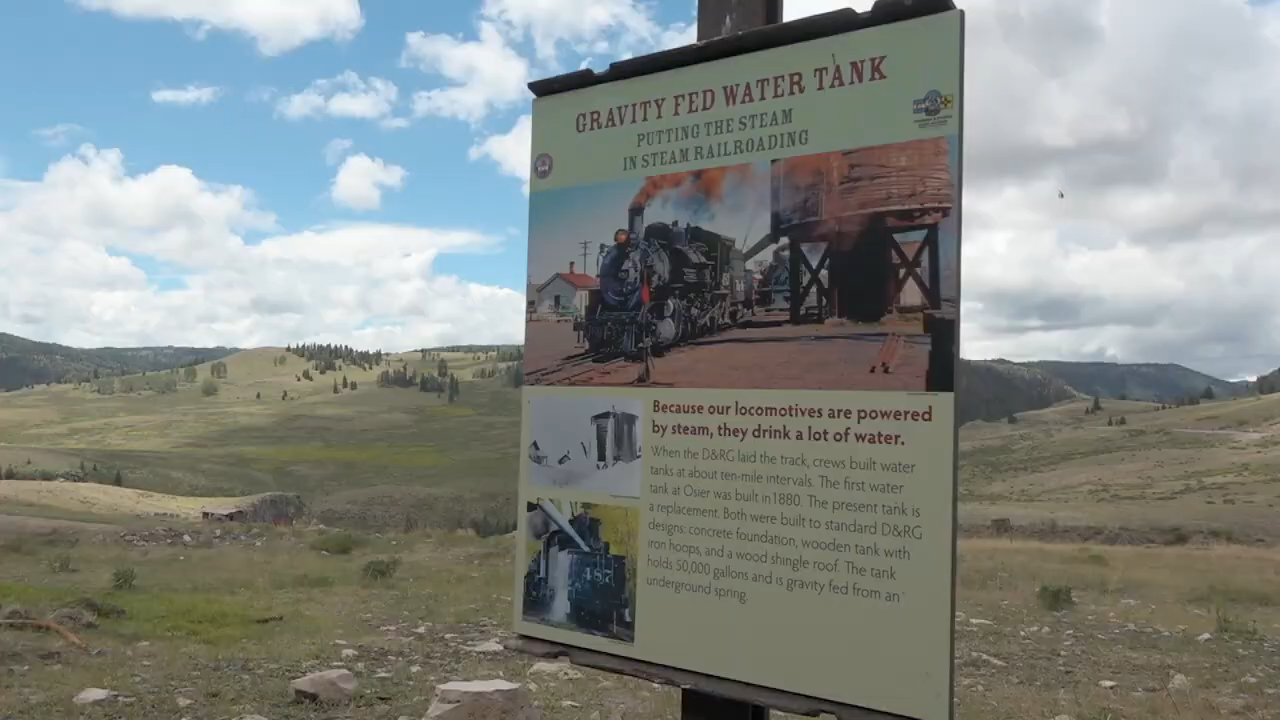 GRAVITY FED WATER TANK
PUTTING THE STEAM
IN STEAM RAILROADING
Because our locomotives are powered
by steam, they drink a lot of water.
When the D&RG laid the track, crews built water
tanks at about ten-mile intervals. The first water
tank at Osier was built in 1880. The present tank is
a replacement. Both were built to standard D&RG
designs: concrete foundation, wooden tank with
iron hoops, and a wood shingle roof. The tank
holds 50,000 gallons and is gravity fed from an
underground spring.
487